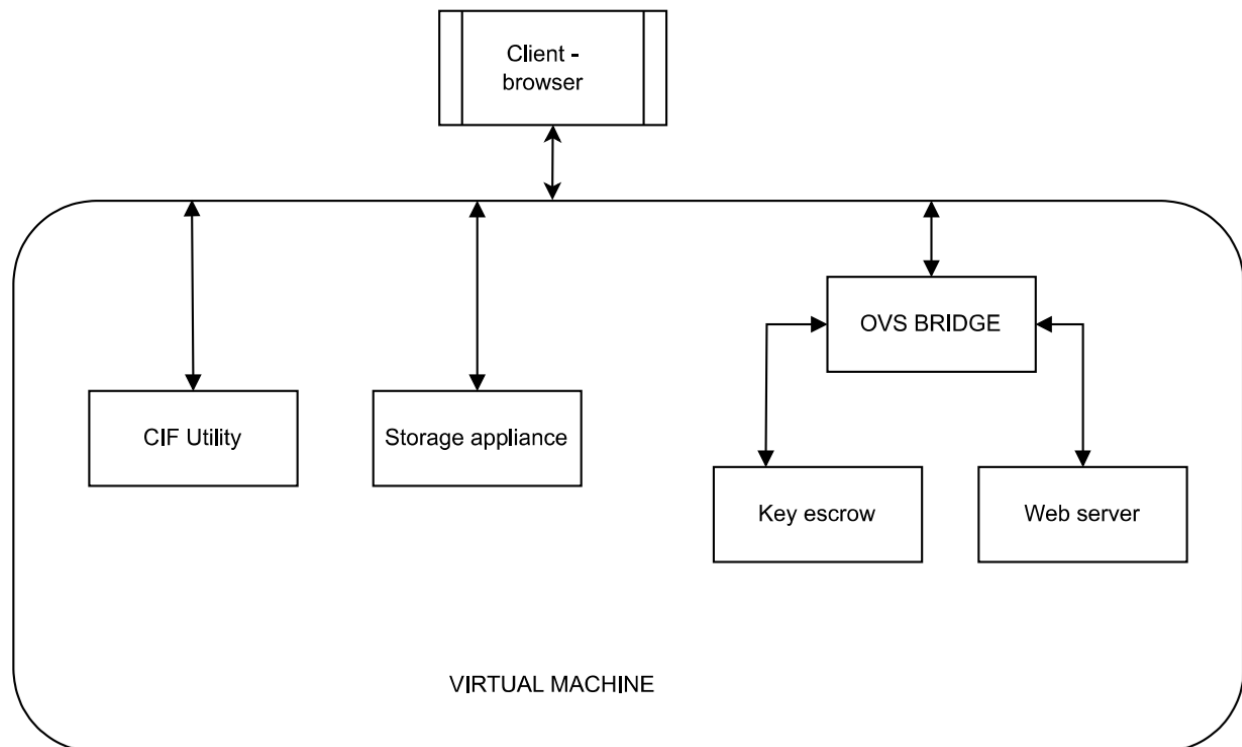 Client -
browser
OVS BRIDGE
CIF Utility
Storage appliance
Key escrow
Web server
VIRTUAL MACHINE